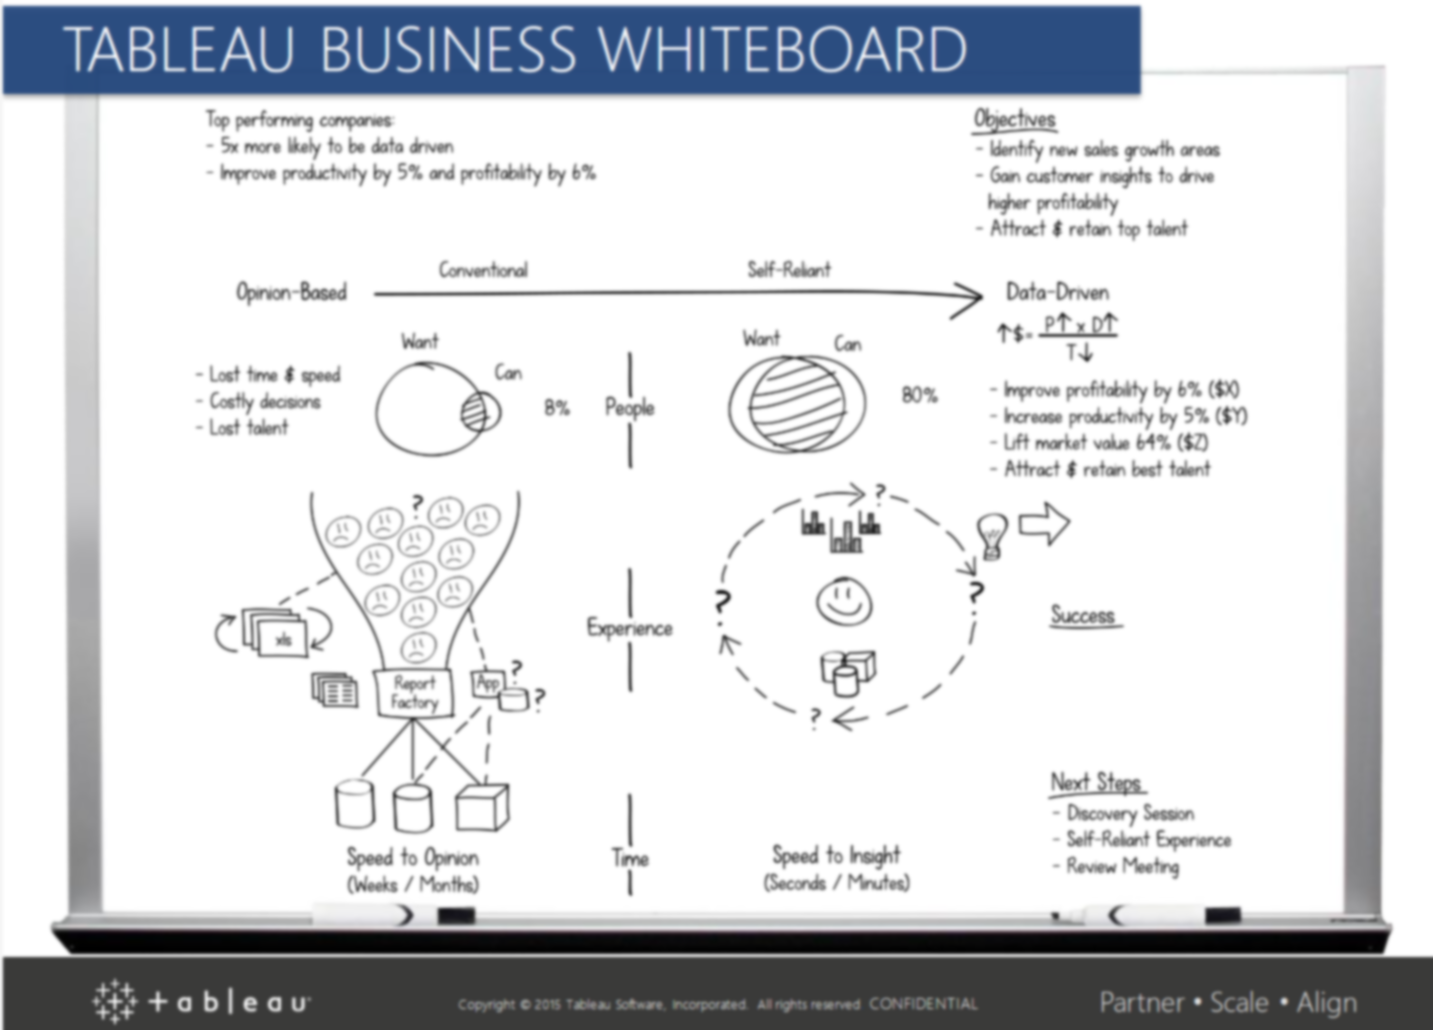 TABLEAU BUSINESS WHITEBOARD
Top performing companies:
- 5x more likely to be data driven
- Improve productivity by 5% and profitability by 6%
Objectives
- Identify new sales growth areas
- Gain customer insights to drive
higher profitability
- Attract $ retain top talent
Opinion-Based
Conventional
Self-Reliant
Data-Driven
↑$= P↑ x D↑
T↓
- Lost time $ speed
- Costly decisions
- Lost talent
Want
Can
8%
People
Want
Can
80%
- Improve profitability by 6% ($X)
- Increase productivity by 5% ($Y)
- Lift market value 64% ($Z)
- Attract $ retain best talent
?
xls
Report
Factory
App
?
?
Experience
?
?
?
?
Success
Speed to Opinion
(Weeks / Months)
Time
Speed to Insight
(Seconds / Minutes)
Next Steps
- Discovery Session
- Self-Reliant Experience
- Review Meeting
+ableau
Copyright © 2015 Tableau Software, Incorporated. All rights reserved CONFIDENTIAL
Partner • Scale • Align